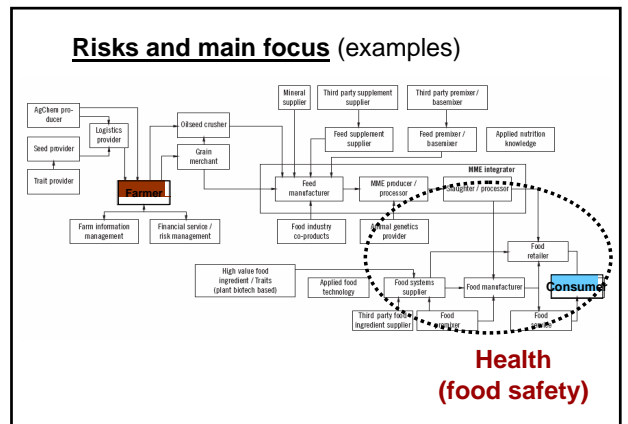 Risks and main focus (examples)
Mineral
supplier
Third party supplement
supplier
Third party premixer /
basemixer
AgChem pro-
ducer
Logistics
provider
Oilseed crusher
Feed supplement
supplier
Feed premixer /
basemixer
Applied nutrition
knowledge
Seed provider
Grain
merchant
Trait provider
MME integrator
Farmer
Feed
manufacturer
MME producer /
processor
Slaughter / processor
Farm information
management
Financial service /
risk management
Food industry
co-products
Animal genetics
provider
Food
retailer
High value food
ingredient / Traits
(plant biotech based)
Applied food
technology
Food systems
supplier
Food manufacturer
Consumer
Third party food
ingredient supplier
Food
premixer
Food
service
Health
(food safety)